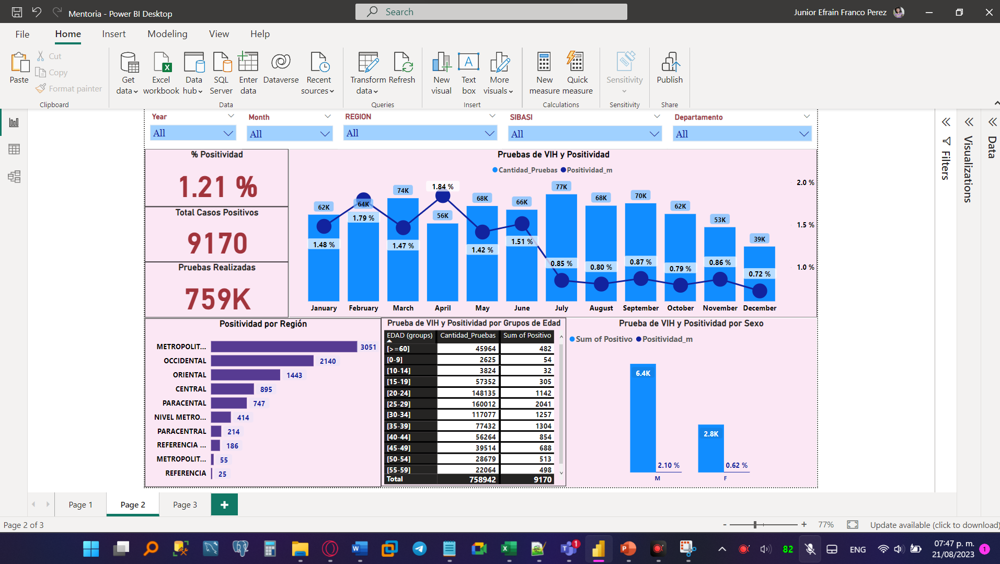 Mentoria - Power BI Desktop
Search
Junior Efrain Franco Perez
File Home Insert Modeling View Help
Paste
Cut
Copy
Format painter
Clipboard
Get data
Excel workbook
Data hub
SQL Server
Enter data
Dataverse
Recent sources
Data
Transform data
Refresh
Queries
New visual
Text box
More visuals
Insert
New measure
Quick measure
Calculations
Sensitivity
Sensitivity
Publish
Share
Year
All
Month
All
REGION
All
SIBASI
All
Departamento
All
Filters
Visualizations
Data
% Positividad
1.21 %
Total Casos Positivos
9170
Pruebas Realizadas
759K
Pruebas de VIH y Positividad
Cantidad_Pruebas Positividad_m
62K 64K 74K 56K 68K 66K 77K 68K 70K 62K 53K 39K
1.48 % 1.79 % 1.47 % 1.84 % 1.42 % 1.51 % 0.85 % 0.80 % 0.87 % 0.79 % 0.86 % 0.72 %
2.0 %
1.5 %
1.0 %
January February March April May June July August September October November December
Positividad por Región
METROPOLIT... 3051
OCCIDENTAL 2140
ORIENTAL 1443
CENTRAL 895
PARACENTAL 747
NIVEL METRO... 414
PARACENTRAL 214
REFERENCIA ... 186
METROPOLIT... 55
REFERENCIA 25
Prueba de VIH y Positividad por Grupos de Edad
EDAD (groups) Cantidad_Pruebas Sum of Positivo
[>=60] 45964 482
[0-9] 2625 54
[10-14] 3824 32
[15-19] 57352 305
[20-24] 148135 1142
[25-29] 160012 2041
[30-34] 117077 1257
[35-39] 77432 1304
[40-44] 56264 854
[45-49] 39514 688
[50-54] 28679 513
[55-59] 22064 498
Total 758942 9170
Prueba de VIH y Positividad por Sexo
Sum of Positivo Positividad_m
6.4K
2.10 %
M
2.8K
0.62 %
F
Page 1 Page 2 Page 3
Page 2 of 3
- + 77%
Update available (click to download)
1
82
ENG
07:47 p. m.
21/08/2023
1